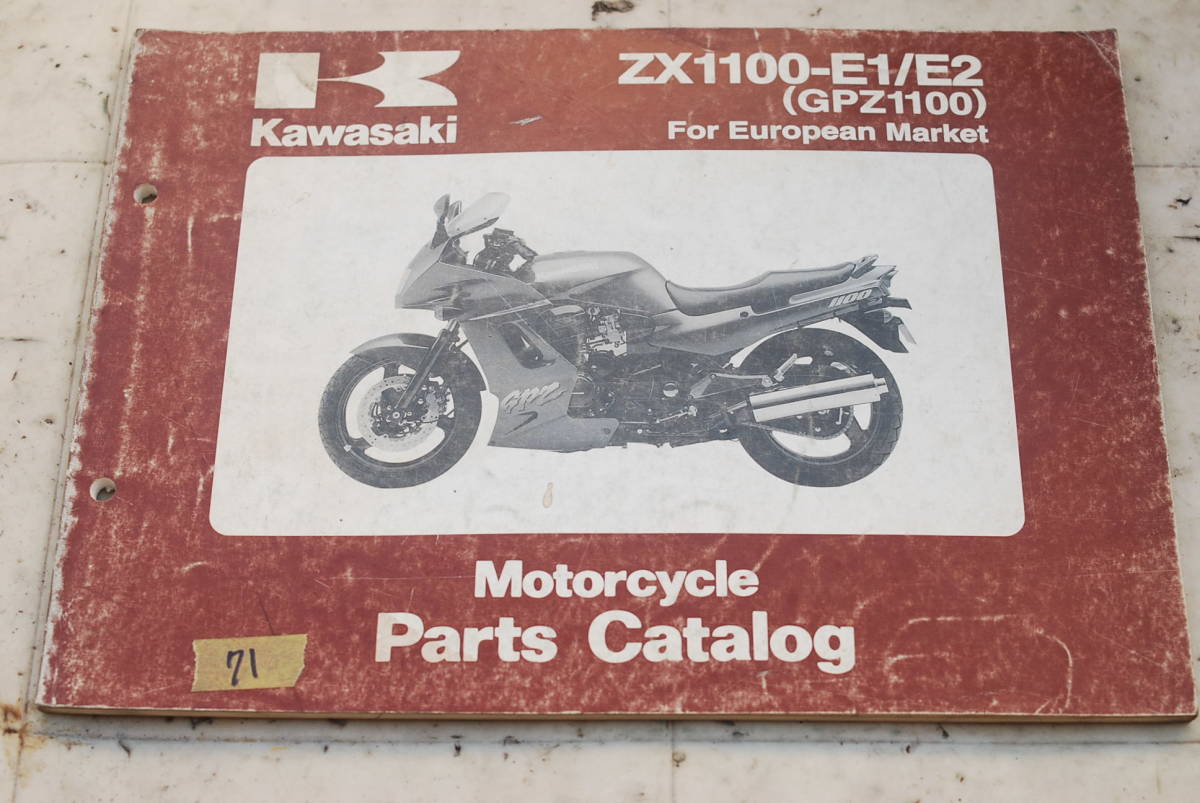 Kawasaki
ZX1100-E1/E2
(GPZ1100)
For European Market
1100
GPZ
Motorcycle
Parts Catalog
71